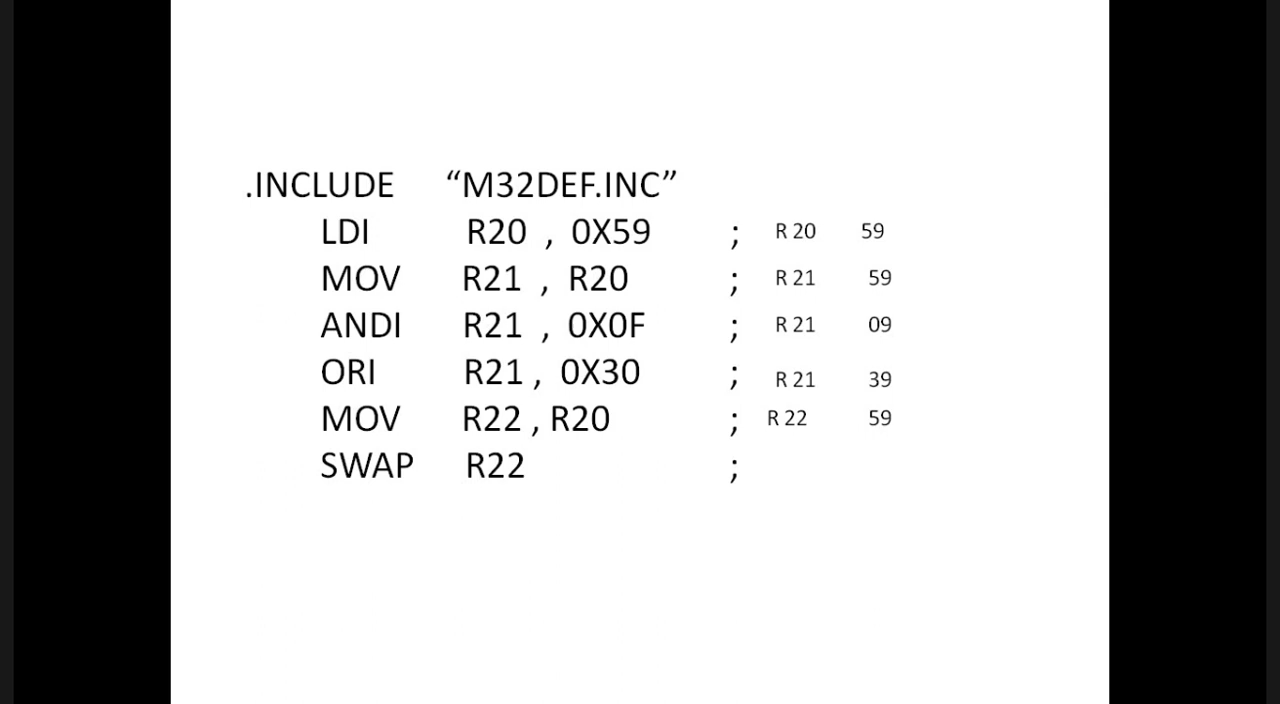 .INCLUDE “M32DEF.INC”
LDI R20 , 0X59 ; R 20 59
MOV R21 , R20 ; R 21 59
ANDI R21 , 0X0F ; R 21 09
ORI R21 , 0X30 ; R 21 39
MOV R22 , R20 ; R 22 59
SWAP R22 ;